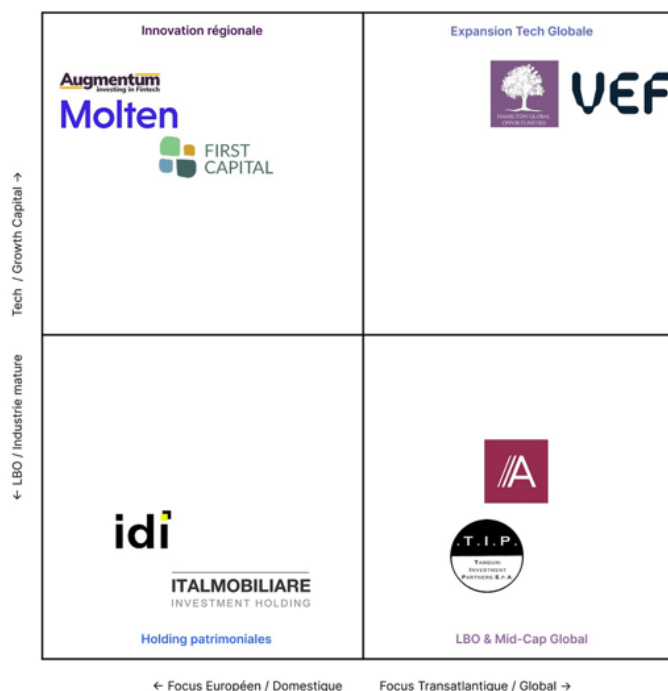 Innovation régionale
Expansion Tech Globale
Augmentum
investing in Fintech
Molten
FIRST
CAPITAL
HAMILTON GLOBAL
OPPORTUNITIES
VEF
Tech / Growth Capital →
← LBO / Industrie mature
idi
ITALMOBILIARE
INVESTMENT HOLDING
A
.T.I.P.
TAMBURI
INVESTMENT
PARTNERS S.P.A.
Holding patrimoniales
LBO & Mid-Cap Global
← Focus Européen / Domestique
Focus Transatlantique / Global →